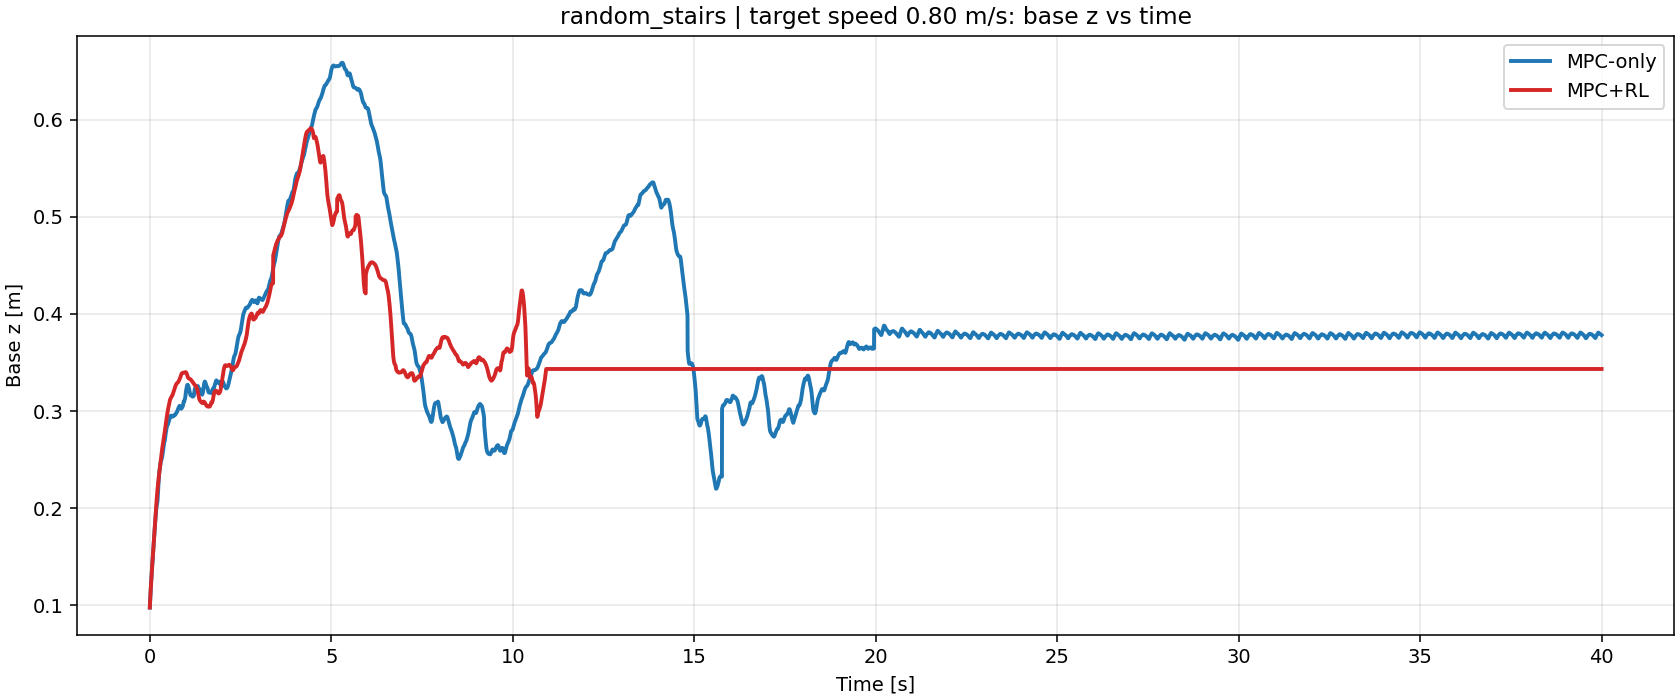 random_stairs | target speed 0.80 m/s: base z vs time
MPC-only
MPC+RL
Base z [m]
0.6
0.5
0.4
0.3
0.2
0.1
0 5 10 15 20 25 30 35 40
Time [s]